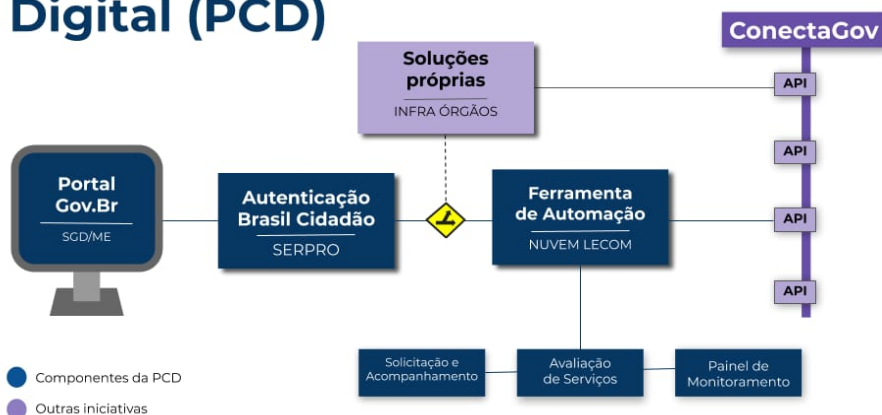 Digital (PCD)
ConectaGov
Soluções
próprias
INFRA ÓRGÃOS
API
API
Portal
Gov.Br
SGD/ME
Autenticação
Brasil Cidadão
SERPRO
Ferramenta
de Automação
NUVEM LECOM
API
API
Solicitação e
Acompanhamento
Avaliação
de Serviços
Painel de
Monitoramento
Componentes da PCD
Outras iniciativas